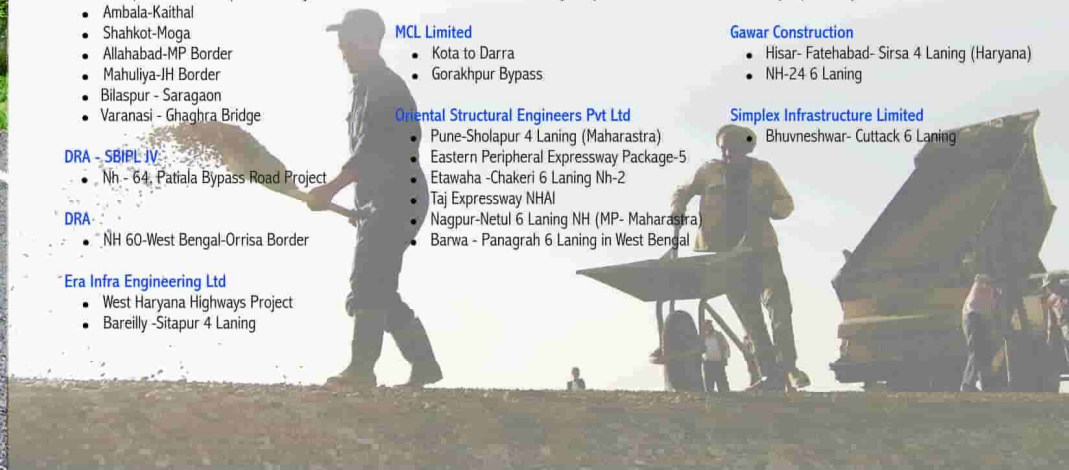 Ambala-Kaithal
Shahkot-Moga
Allahabad-MP Border
Mahuliya-JH Border
Bilaspur - Saragaon
Varanasi - Ghaghra Bridge
DRA - SBIPL JV
Nh - 64, Patiala Bypass Road Project
DRA
NH 60-West Bengal-Orrisa Border
Era Infra Engineering Ltd
West Haryana Highways Project
Bareilly -Sitapur 4 Laning
MCL Limited
Kota to Darra
Gorakhpur Bypass
Oriental Structural Engineers Pvt Ltd
Pune-Sholapur 4 Laning (Maharastra)
Eastern Peripheral Expressway Package-5
Etawaha -Chakeri 6 Laning Nh-2
Taj Expressway NHAI
Nagpur-Netul 6 Laning NH (MP- Maharastra)
Barwa - Panagrah 6 Laning in West Bengal
Gawar Construction
Hisar- Fatehabad- Sirsa 4 Laning (Haryana)
NH-24 6 Laning
Simplex Infrastructure Limited
Bhuvneshwar- Cuttack 6 Laning